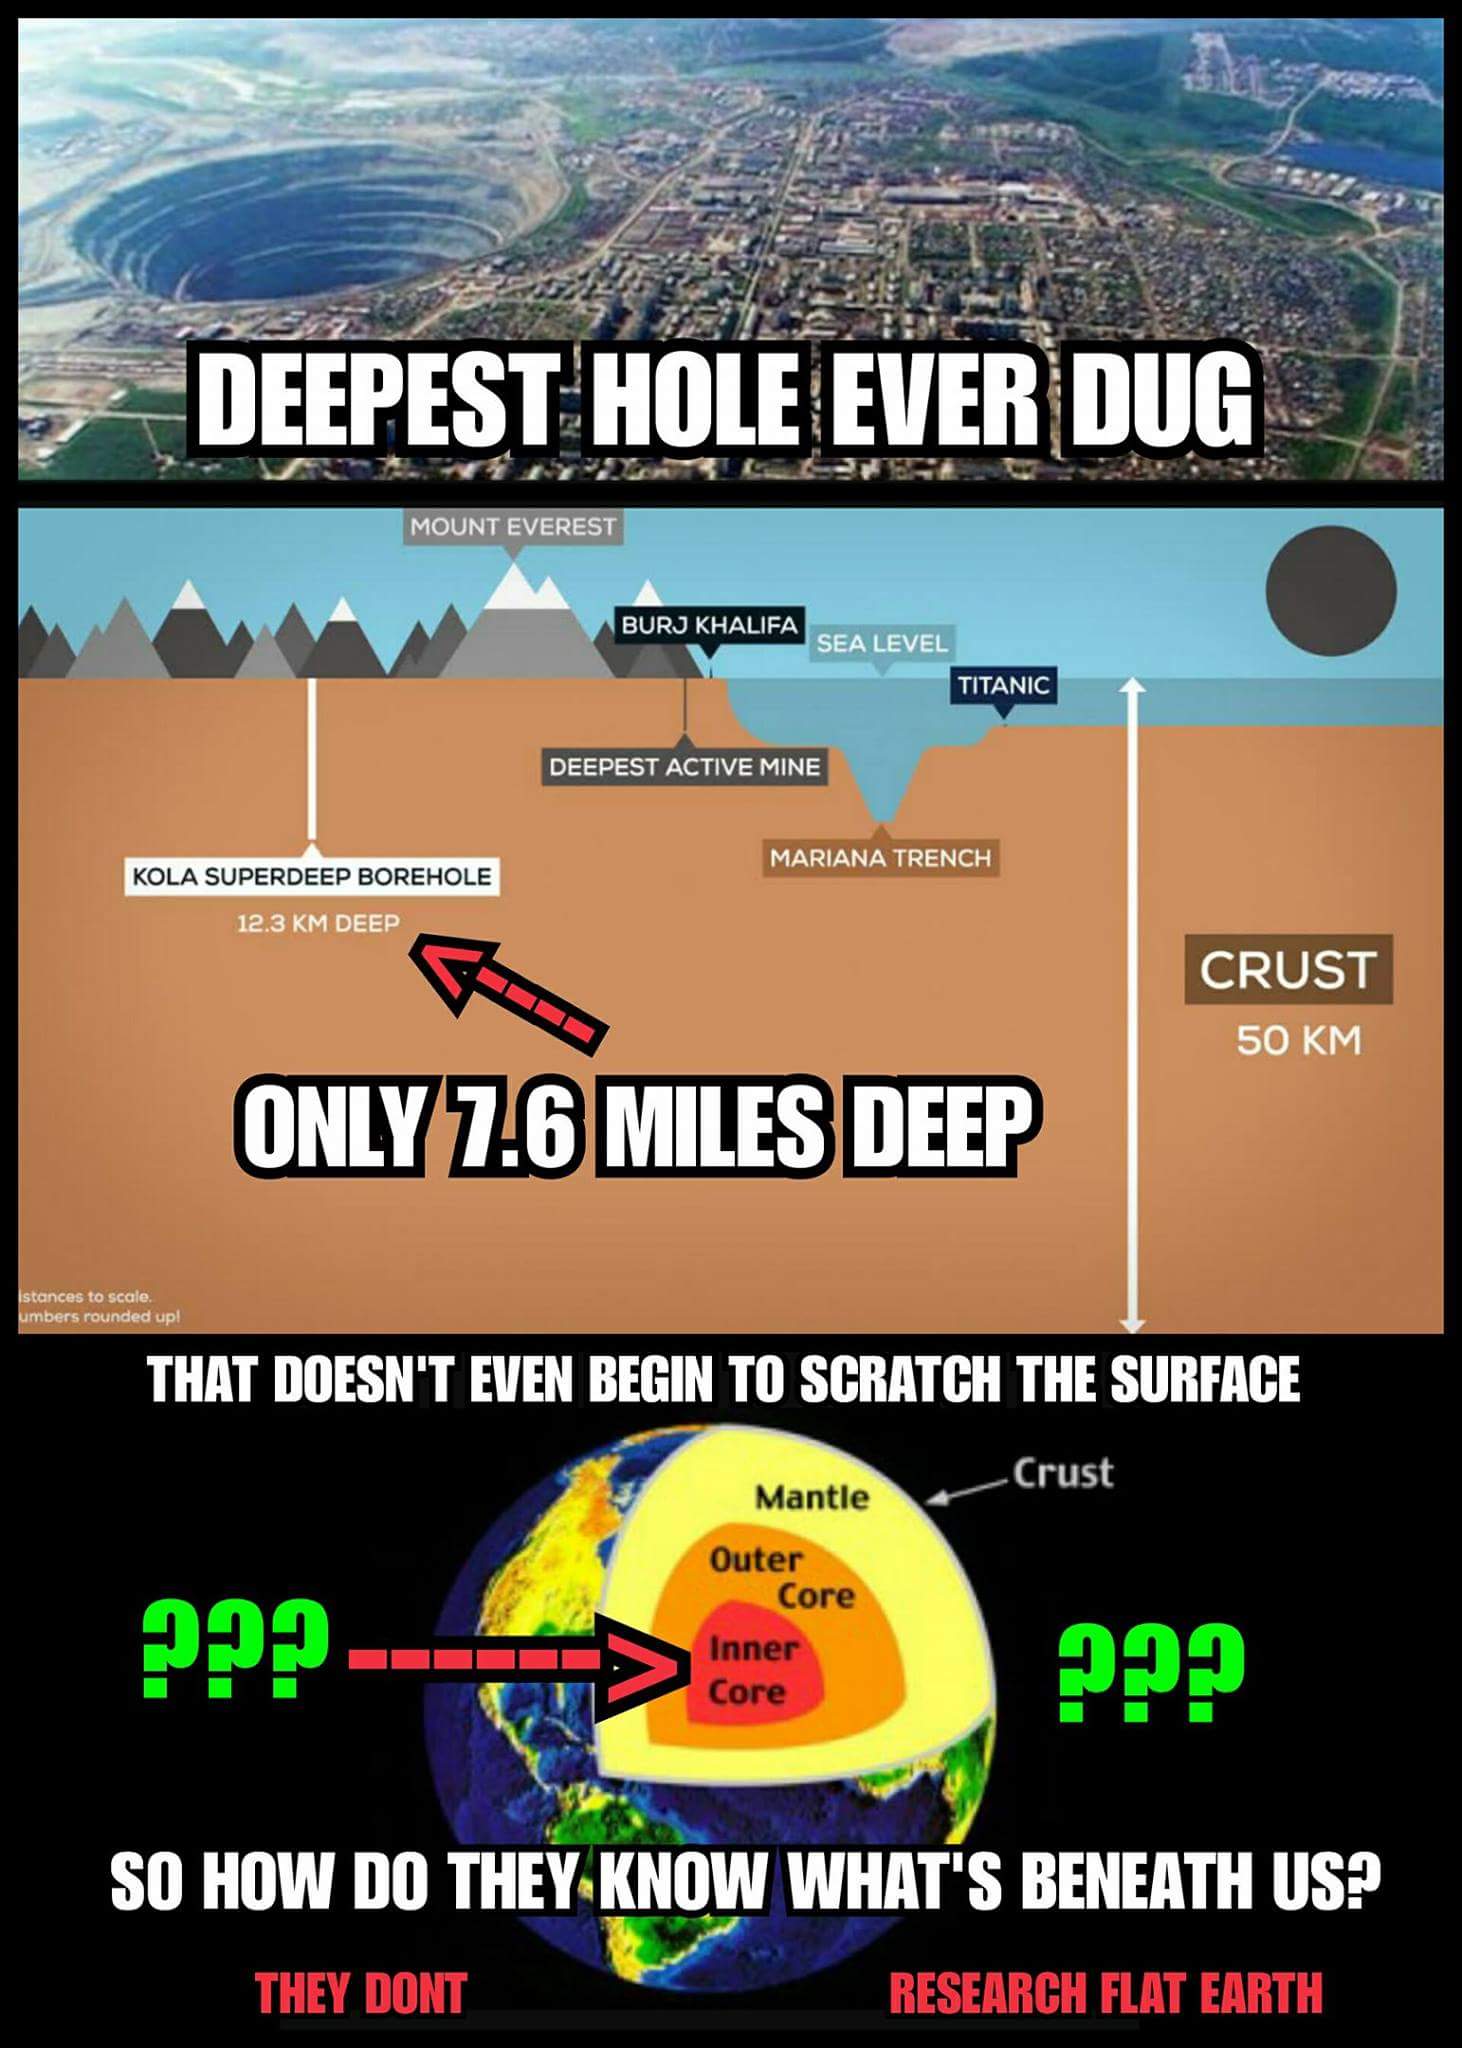 DEEPEST HOLE EVER DUG
MOUNT EVEREST
BURJ KHALIFA
SEA LEVEL
TITANIC
DEEPEST ACTIVE MINE
MARIANA TRENCH
KOLA SUPERDEEP BOREHOLE
12.3 KM DEEP
CRUST
50 KM
ONLY 7.6 MILES DEEP
istances to scale.
umbers rounded up!
THAT DOESN'T EVEN BEGIN TO SCRATCH THE SURFACE
Crust
Mantle
Outer
Core
Inner
Core
???
???
SO HOW DO THEY KNOW WHAT'S BENEATH US?
THEY DONT
RESEARCH FLAT EARTH